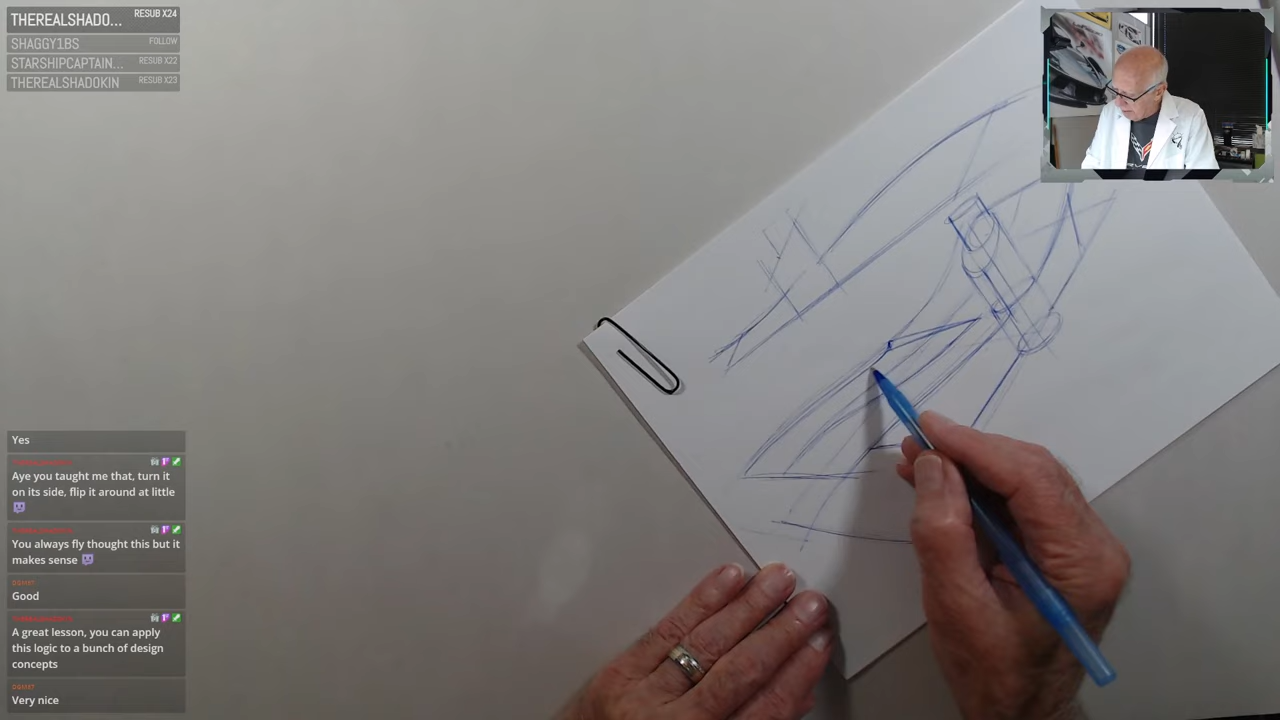 THEREALSHADO... RESUB X24
SHAGGY1BS FOLLOW
STARSHIPCAPTAIN... RESUB X22
THEREALSHADOKIN RESUB X23
Yes
Aye you taught me that, turn it
on its side, flip it around at little
You always fly thought this but it
makes sense
Good
A great lesson, you can apply
this logic to a bunch of design
concepts
Very nice